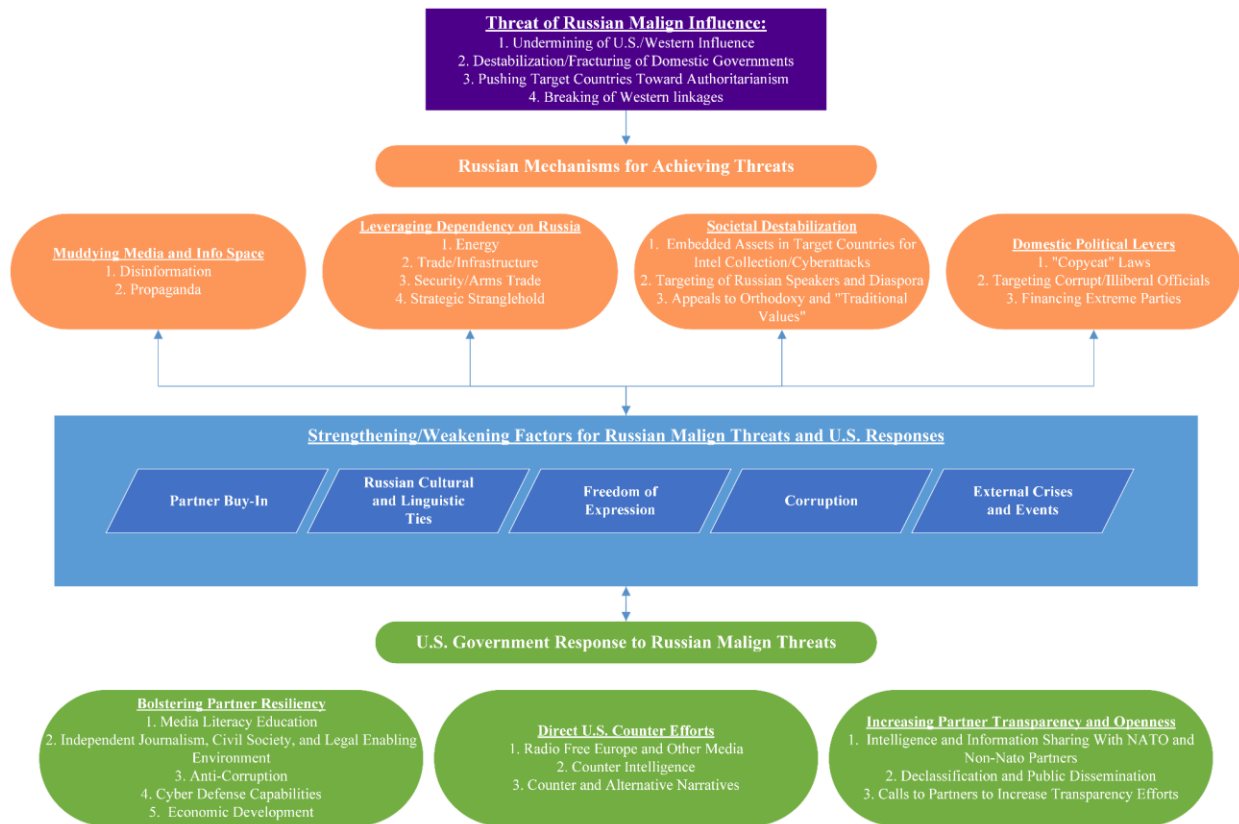 Threat of Russian Malign Influence:
1. Undermining of U.S./Western Influence
2. Destabilization/Fracturing of Domestic Governments
3. Pushing Target Countries Toward Authoritarianism
4. Breaking of Western linkages
Russian Mechanisms for Achieving Threats
Muddying Media and Info Space
1. Disinformation
2. Propaganda
Leveraging Dependency on Russia
1. Energy
2. Trade/Infrastructure
3. Security/Arms Trade
4. Strategic Stranglehold
Societal Destabilization
1. Embedded Assets in Target Countries for
Intel Collection/Cyberattacks
2. Targeting of Russian Speakers and Diaspora
3. Appeals to Orthodoxy and "Traditional
Values"
Domestic Political Levers
1. "Copycat" Laws
2. Targeting Corrupt/Illiberal Officials
3. Financing Extreme Parties
Strengthening/Weakening Factors for Russian Malign Threats and U.S. Responses
Partner Buy-In
Russian Cultural
and Linguistic
Ties
Freedom of
Expression
Corruption
External Crises
and Events
U.S. Government Response to Russian Malign Threats
Bolstering Partner Resiliency
1. Media Literacy Education
2. Independent Journalism, Civil Society, and Legal Enabling
Environment
3. Anti-Corruption
4. Cyber Defense Capabilities
5. Economic Development
Direct U.S. Counter Efforts
1. Radio Free Europe and Other Media
2. Counter Intelligence
3. Counter and Alternative Narratives
Increasing Partner Transparency and Openness
1. Intelligence and Information Sharing With NATO and
Non-Nato Partners
2. Declassification and Public Dissemination
3. Calls to Partners to Increase Transparency Efforts